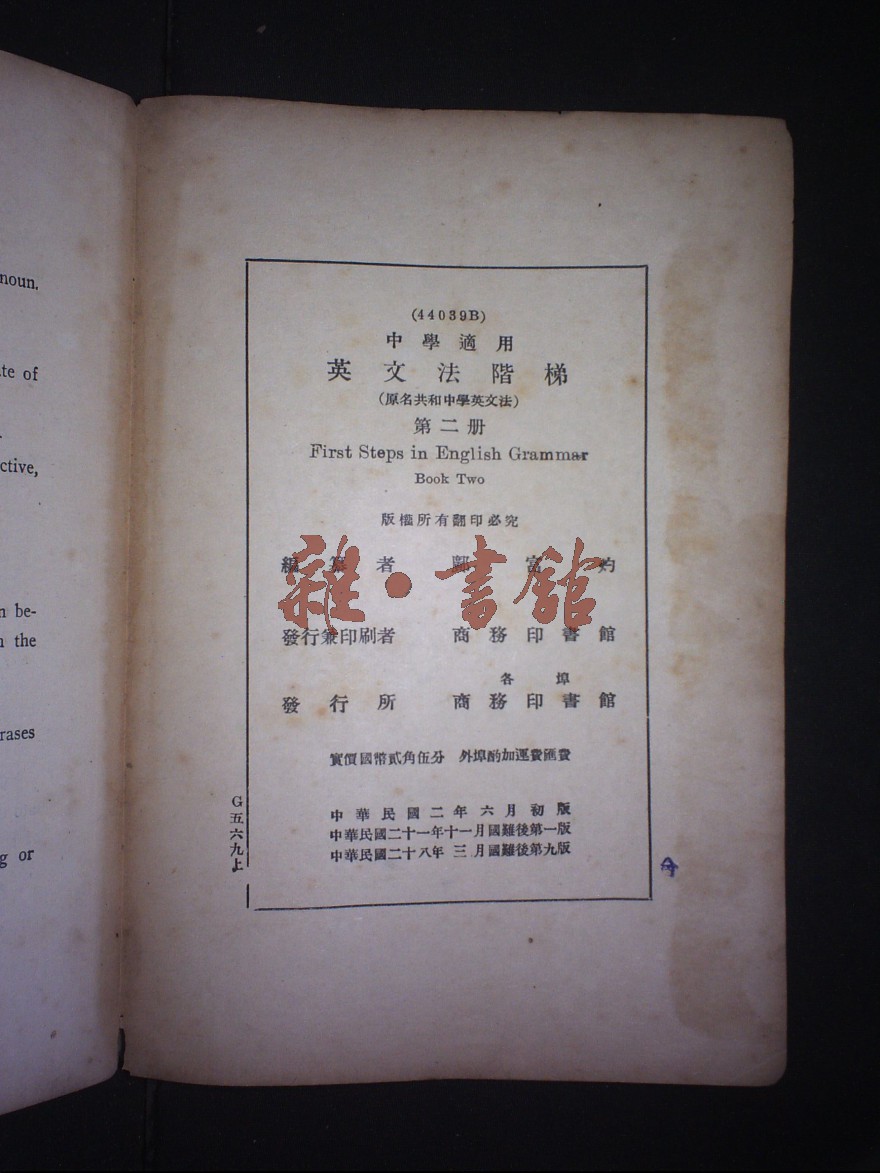 noun.
te of
ctive,
n be-
n the
rases
g or
(44039B)
中學適用
英文法階梯
(原名共和中學英文法)
第二册
First Steps in English Grammar
Book Two
版權所有翻印必究
編纂者 鄺富灼
雜·書館
發行兼印刷者 商務印書館
各埠
發行所 商務印書館
實價國幣貳角伍分 外埠酌加運費匯費
中華民國二年六月初版
中華民國二十一年十一月國難後第一版
中華民國二十八年三月國難後第九版
G五六九上